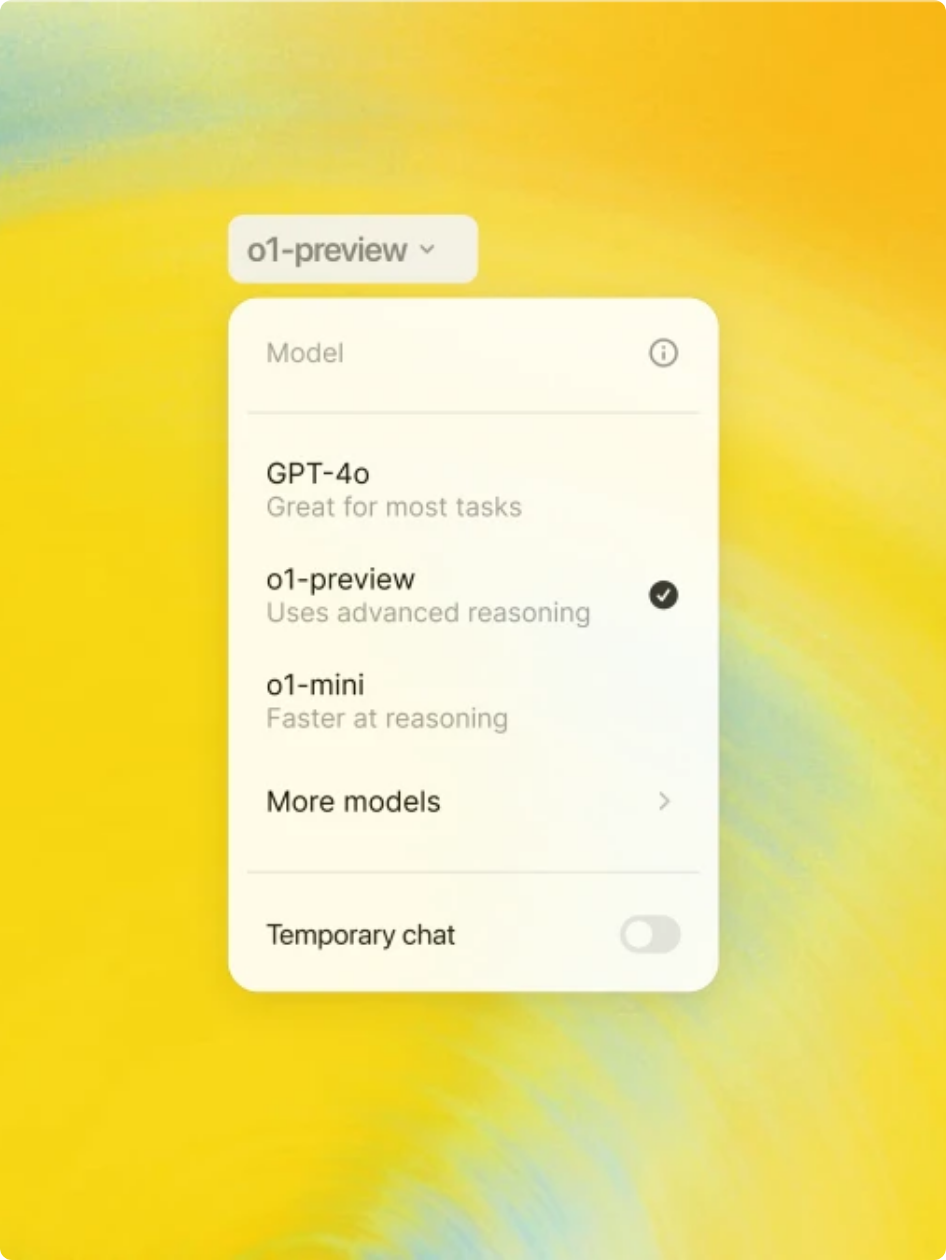 o1-preview
Model
GPT-4o
Great for most tasks
o1-preview
Uses advanced reasoning
o1-mini
Faster at reasoning
More models
Temporary chat